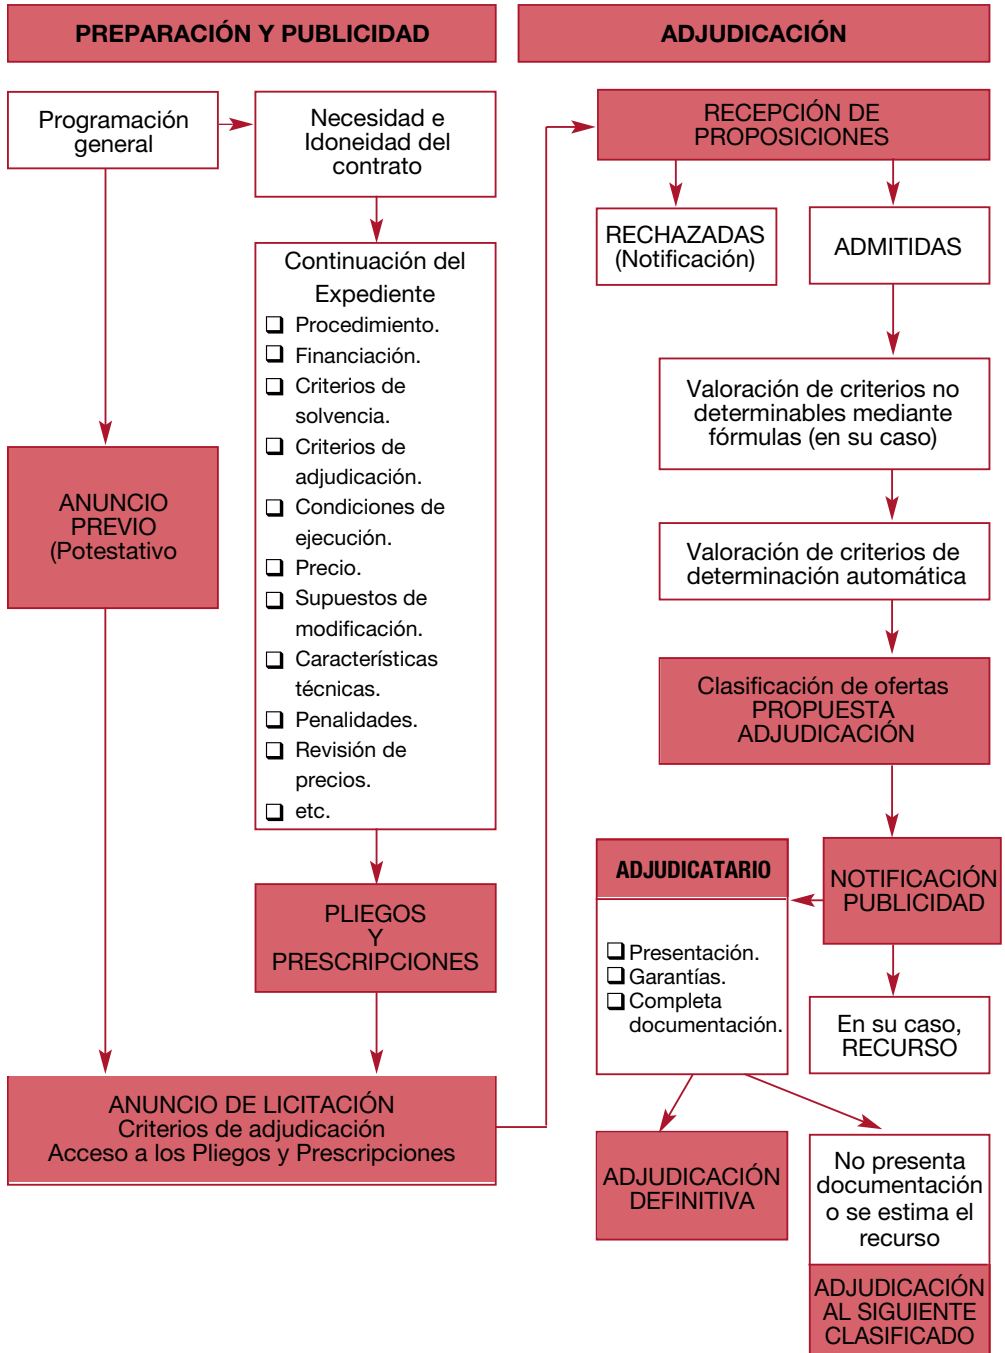 PREPARACIÓN Y PUBLICIDAD
Programación
general
Necesidad e
Idoneidad del
contrato
Continuación del
Expediente
❑ Procedimiento.
❑ Financiación.
❑ Criterios de
solvencia.
❑ Criterios de
adjudicación.
❑ Condiciones de
ejecución.
❑ Precio.
❑ Supuestos de
modificación.
❑ Características
técnicas.
❑ Penalidades.
❑ Revisión de
precios.
❑ etc.
ANUNCIO
PREVIO
(Potestativo
PLIEGOS
Y
PRESCRIPCIONES
ANUNCIO DE LICITACIÓN
Criterios de adjudicación
Acceso a los Pliegos y Prescripciones
ADJUDICACIÓN
RECEPCIÓN DE
PROPOSICIONES
RECHAZADAS
(Notificación)
ADMITIDAS
Valoración de criterios no
determinables mediante
fórmulas (en su caso)
Valoración de criterios de
determinación automática
Clasificación de ofertas
PROPUESTA
ADJUDICACIÓN
NOTIFICACIÓN
PUBLICIDAD
ADJUDICATARIO
❑ Presentación.
❑ Garantías.
❑ Completa
documentación.
En su caso,
RECURSO
ADJUDICACIÓN
DEFINITIVA
No presenta
documentación
o se estima el
recurso
ADJUDICACIÓN
AL SIGUIENTE
CLASIFICADO